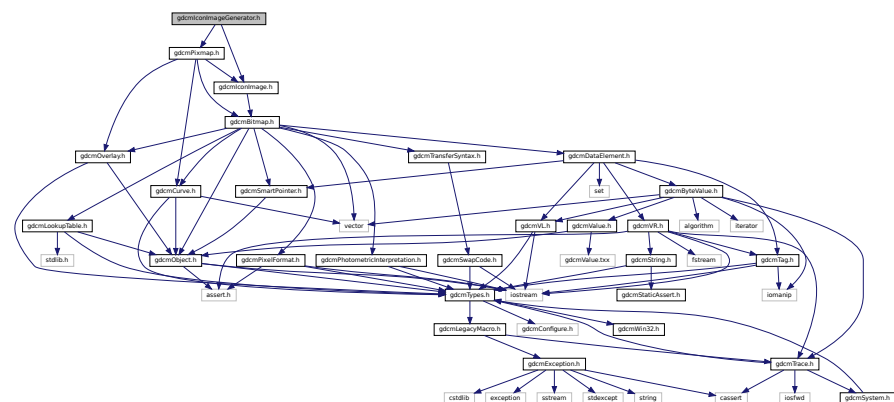 gdcmIconImageGenerator.h
gdcmPixmap.h
gdcmIconImage.h
gdcmBitmap.h
gdcmOverlay.h
gdcmTransferSyntax.h
gdcmDataElement.h
gdcmCurve.h
gdcmSmartPointer.h
set
gdcmByteValue.h
gdcmLookupTable.h
vector
gdcmVL.h
gdcmValue.h
gdcmVR.h
algorithm
iterator
stdlib.h
gdcmObject.h
gdcmPixelFormat.h
gdcmPhotometricInterpretation.h
gdcmSwapCode.h
gdcmValue.txx
gdcmString.h
fstream
gdcmTag.h
assert.h
gdcmTypes.h
iostream
gdcmStaticAssert.h
iomanip
gdcmLegacyMacro.h
gdcmConfigure.h
gdcmWin32.h
gdcmException.h
gdcmTrace.h
cstdlib
exception
sstream
stdexcept
string
cassert
iosfwd
gdcmSystem.h